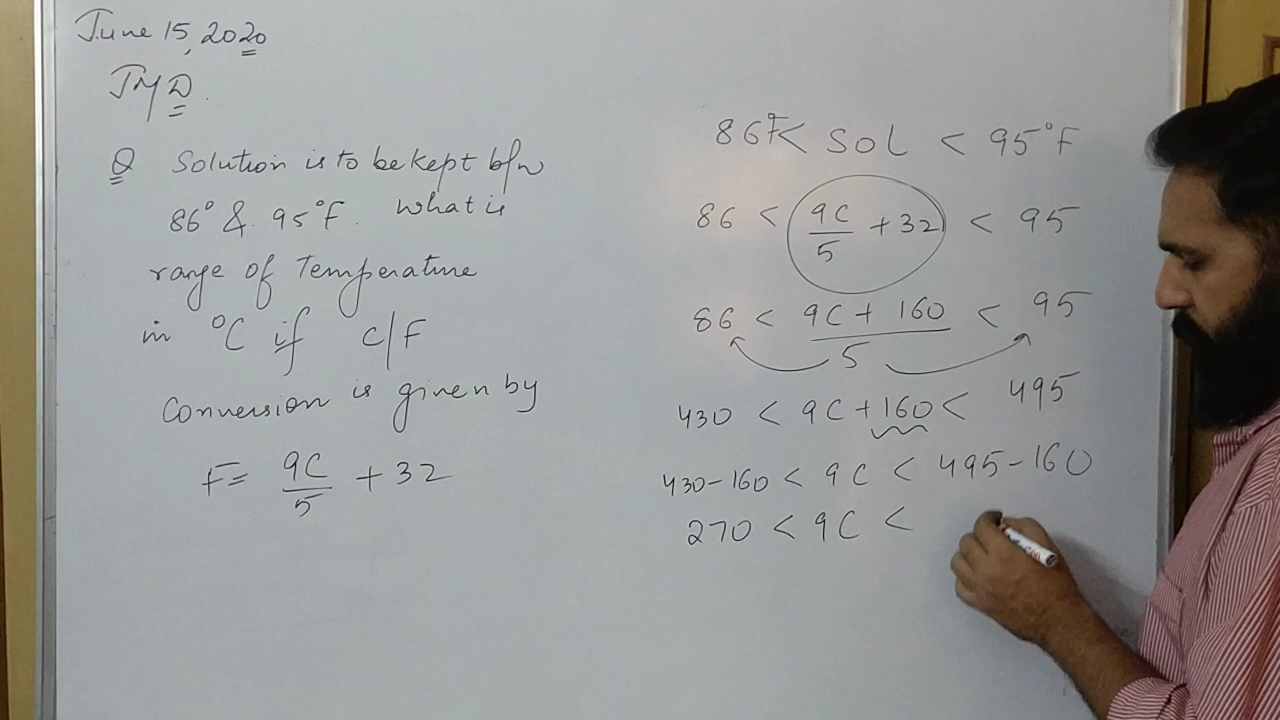 June 15, 2020
JMD.
Q Solution is to be kept b/w
86° & 95°F. What is
range of Temperature
in °C if C/F
Conversion is given by
F = 9C/5 + 32
86°F < SOL < 95°F
86 < 9C/5 + 32 < 95
86 < 9C + 160/5 < 95
430 < 9C + 160 < 495
430 - 160 < 9C < 495 - 160
270 < 9C <